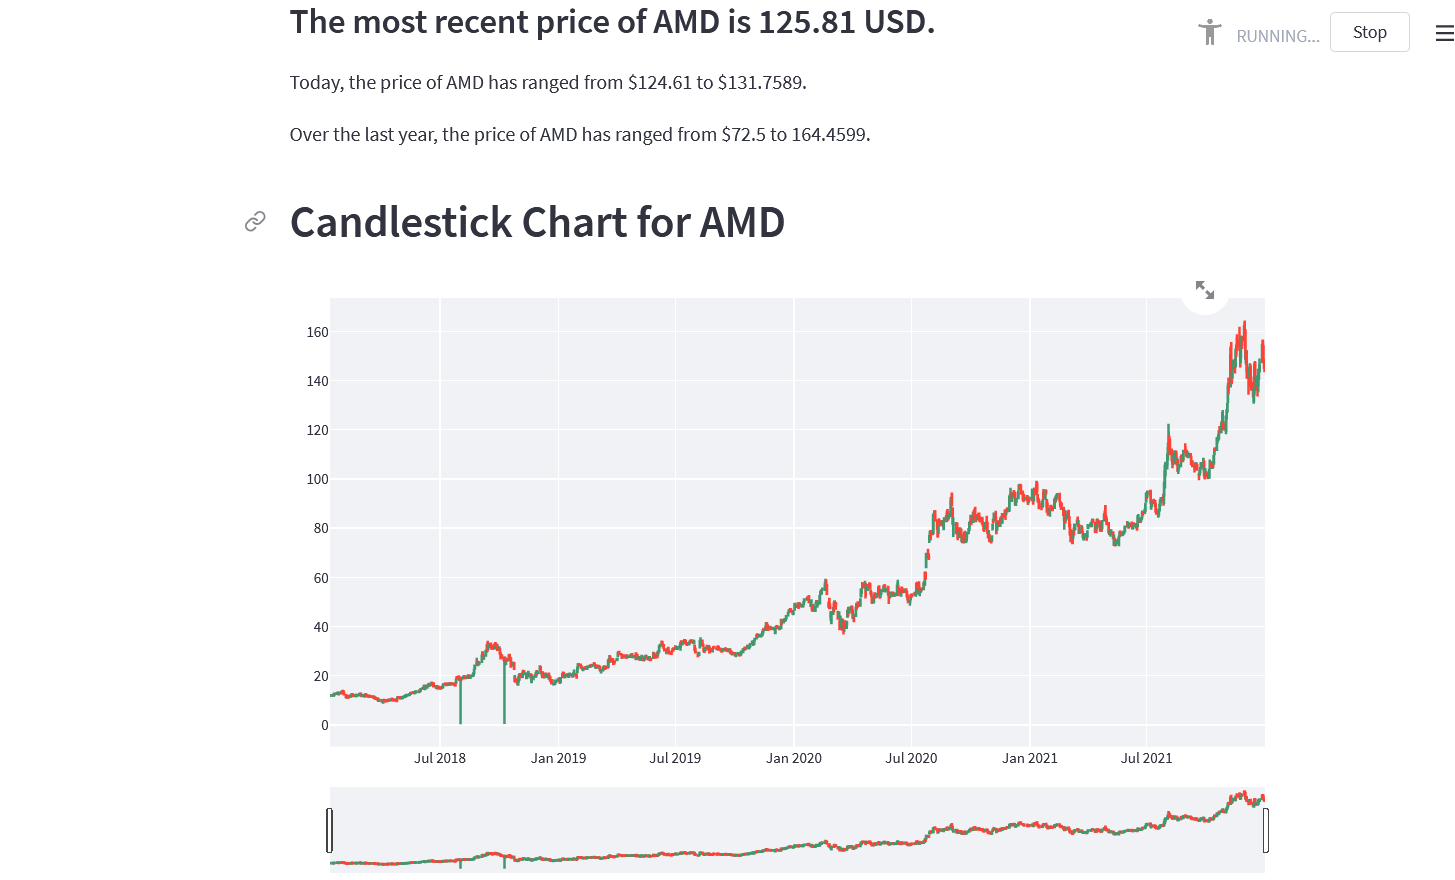 The most recent price of AMD is 125.81 USD.
RUNNING...
Stop
Today, the price of AMD has ranged from $124.61 to $131.7589.
Over the last year, the price of AMD has ranged from $72.5 to 164.4599.
Candlestick Chart for AMD
160
140
120
100
80
60
40
20
0
Jul 2018
Jan 2019
Jul 2019
Jan 2020
Jul 2020
Jan 2021
Jul 2021